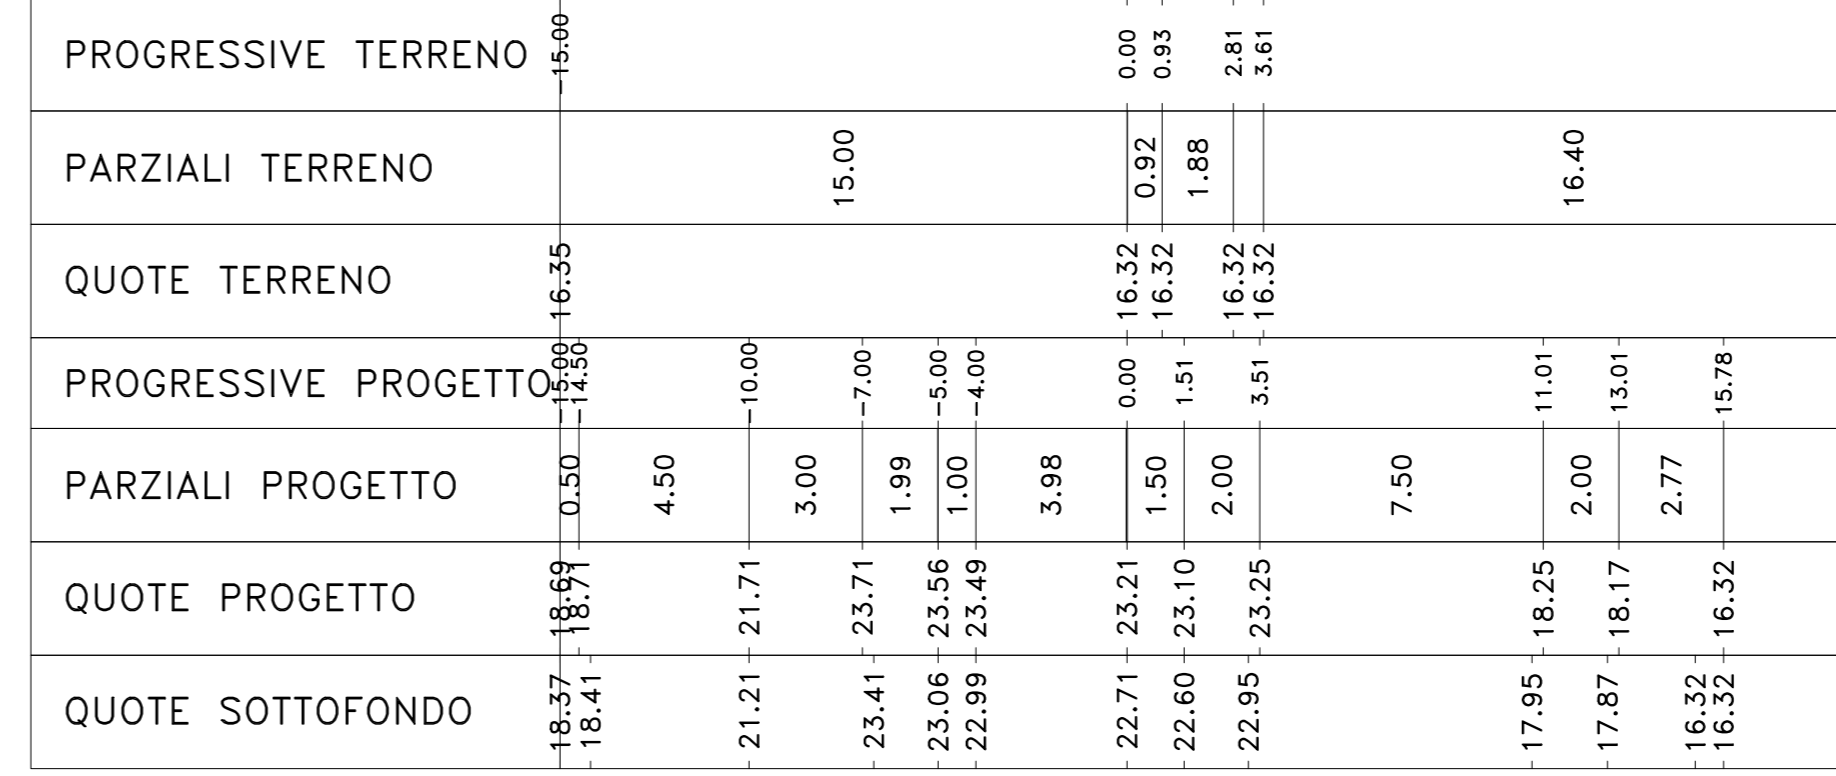 PROGRESSIVE TERRENO -15.00 0.00 0.93 2.81 3.61
PARZIALI TERRENO 15.00 0.92 1.88 16.40
QUOTE TERRENO 16.35 16.32 16.32 16.32 16.32
PROGRESSIVE PROGETTO -15.00 -14.50 -10.00 -7.00 -5.00 -4.00 0.00 1.51 3.51 11.01 13.01 15.78
PARZIALI PROGETTO 0.50 4.50 3.00 1.99 1.00 3.98 1.50 2.00 7.50 2.00 2.77
QUOTE PROGETTO 18.69 18.71 21.71 23.71 23.56 23.49 23.21 23.10 23.25 18.25 18.17 16.32
QUOTE SOTTOFONDO 18.37 18.41 21.21 23.41 23.06 22.99 22.71 22.60 22.95 17.95 17.87 16.32 16.32